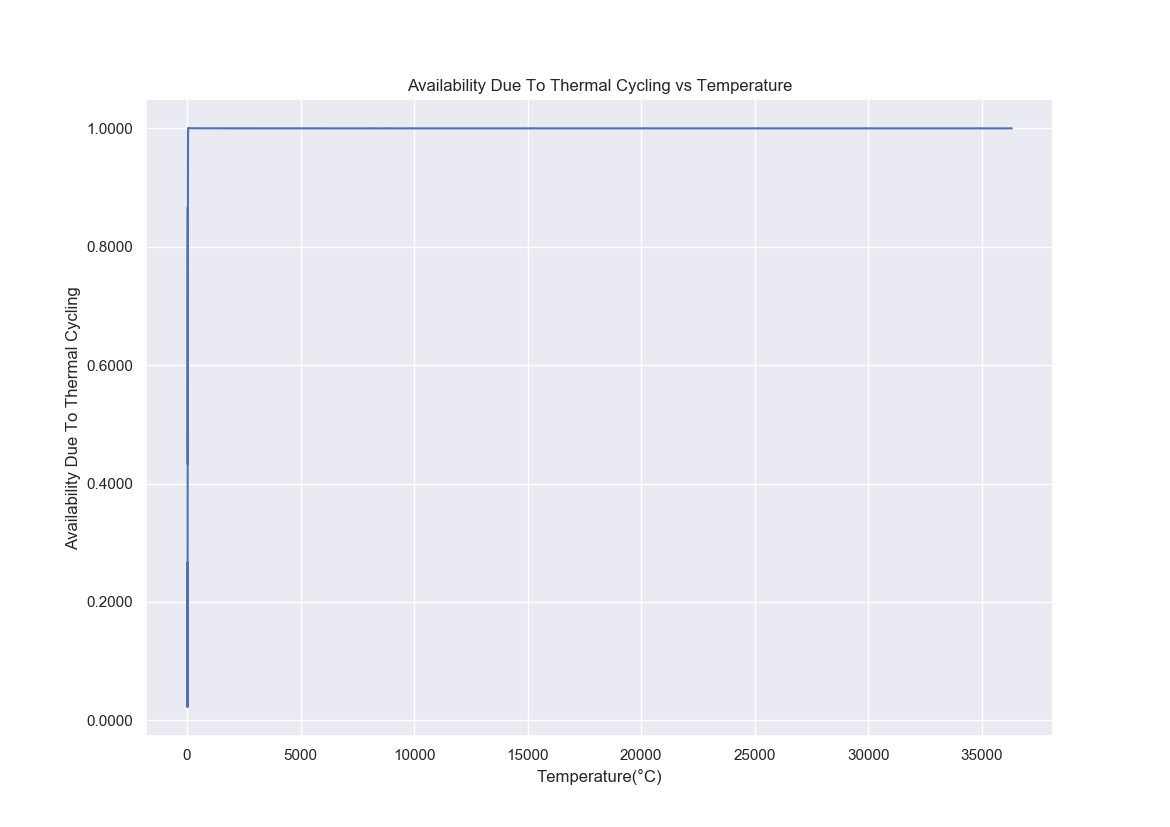 Availability Due To Thermal Cycling vs Temperature
Availability Due To Thermal Cycling
1.0000
0.8000
0.6000
0.4000
0.2000
0.0000
0 5000 10000 15000 20000 25000 30000 35000
Temperature(°C)